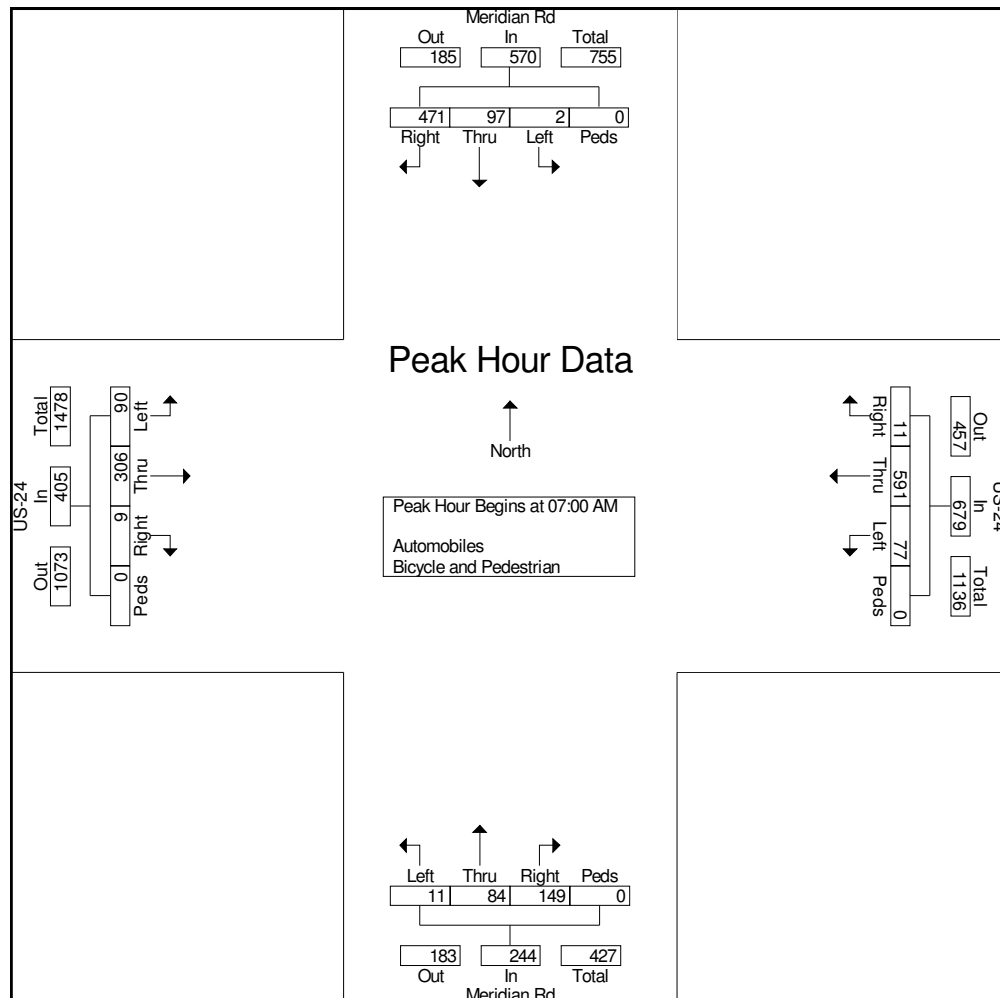 Meridian Rd
Out In Total
185 570 755
471 97 2 0
Right Thru Left Peds
Peak Hour Data
North
Peak Hour Begins at 07:00 AM
Automobiles
Bicycle and Pedestrian
US-24
Total In Out
1478 405 1073
90 306 9 0
Left Thru Right Peds
US-24
Out In Total
457 679 1136
11 591 77 0
Right Thru Left Peds
Left Thru Right Peds
11 84 149 0
183 244 427
Out In Total
Meridian Rd